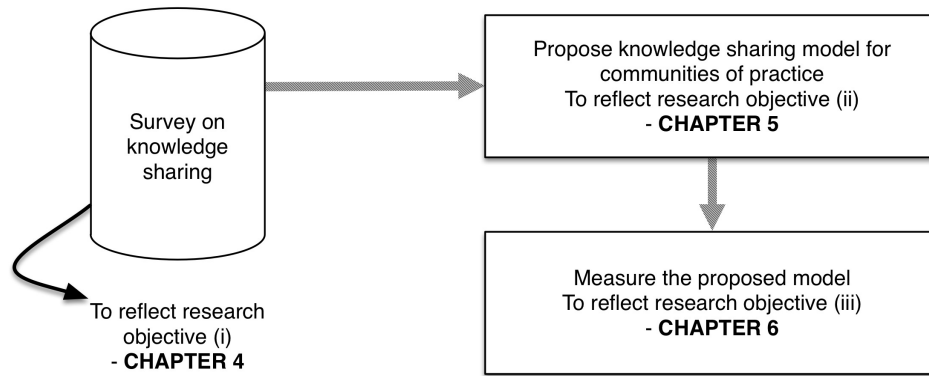 Survey on
knowledge
sharing
To reflect research
objective (i)
- CHAPTER 4
Propose knowledge sharing model for
communities of practice
To reflect research objective (ii)
- CHAPTER 5
Measure the proposed model
To reflect research objective (iii)
- CHAPTER 6